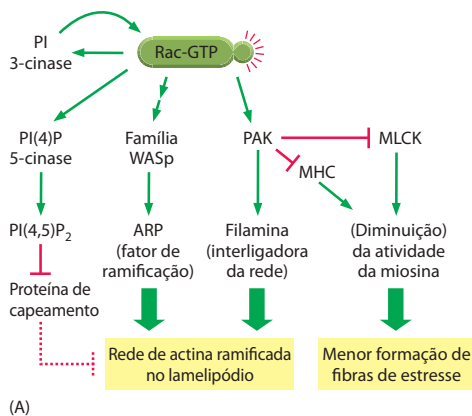 PI
3-cinase
Rac-GTP
PI(4)P
5-cinase
Família
WASp
PAK
MLCK
MHC
PI(4,5)P₂
ARP
(fator de
ramificação)
Filamina
(interligadora
da rede)
(Diminuição)
da atividade
da miosina
Proteína de
capeamento
Rede de actina ramificada
no lamelipódio
Menor formação de
fibras de estresse
(A)